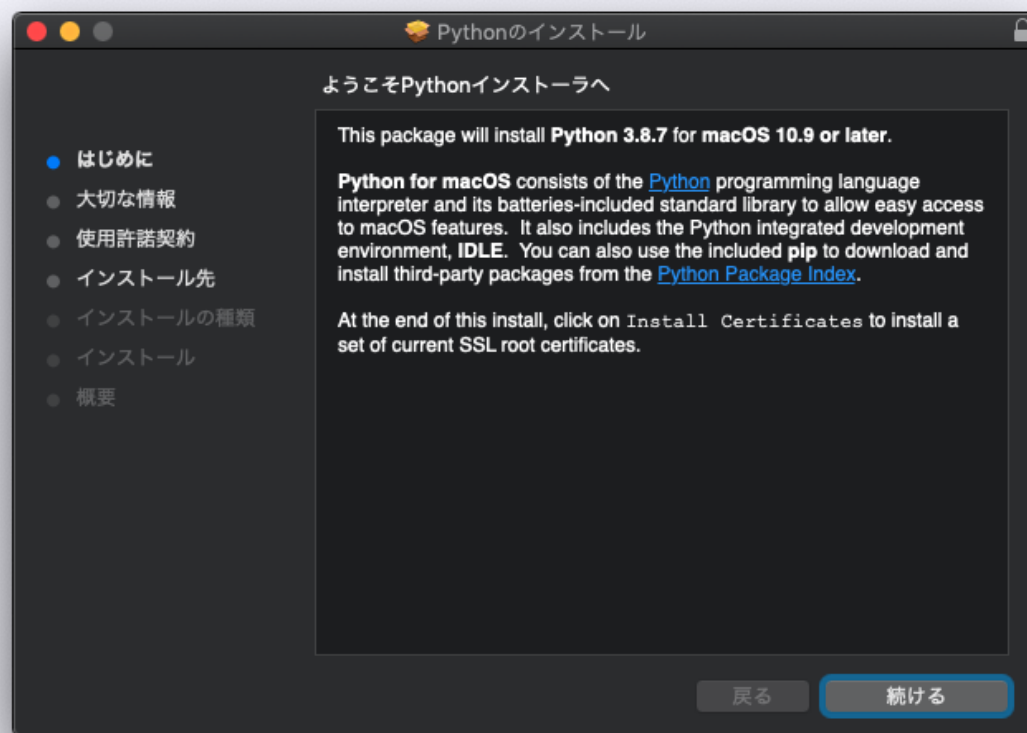 Pythonのインストール
ようこそPythonインストーラへ
はじめに
大切な情報
使用許諾契約
インストール先
インストールの種類
インストール
概要
This package will install Python 3.8.7 for macOS 10.9 or later.
Python for macOS consists of the Python programming language
interpreter and its batteries-included standard library to allow easy access
to macOS features.  It also includes the Python integrated development
environment, IDLE.  You can also use the included pip to download and
install third-party packages from the Python Package Index.
At the end of this install, click on Install Certificates to install a
set of current SSL root certificates.
戻る
続ける